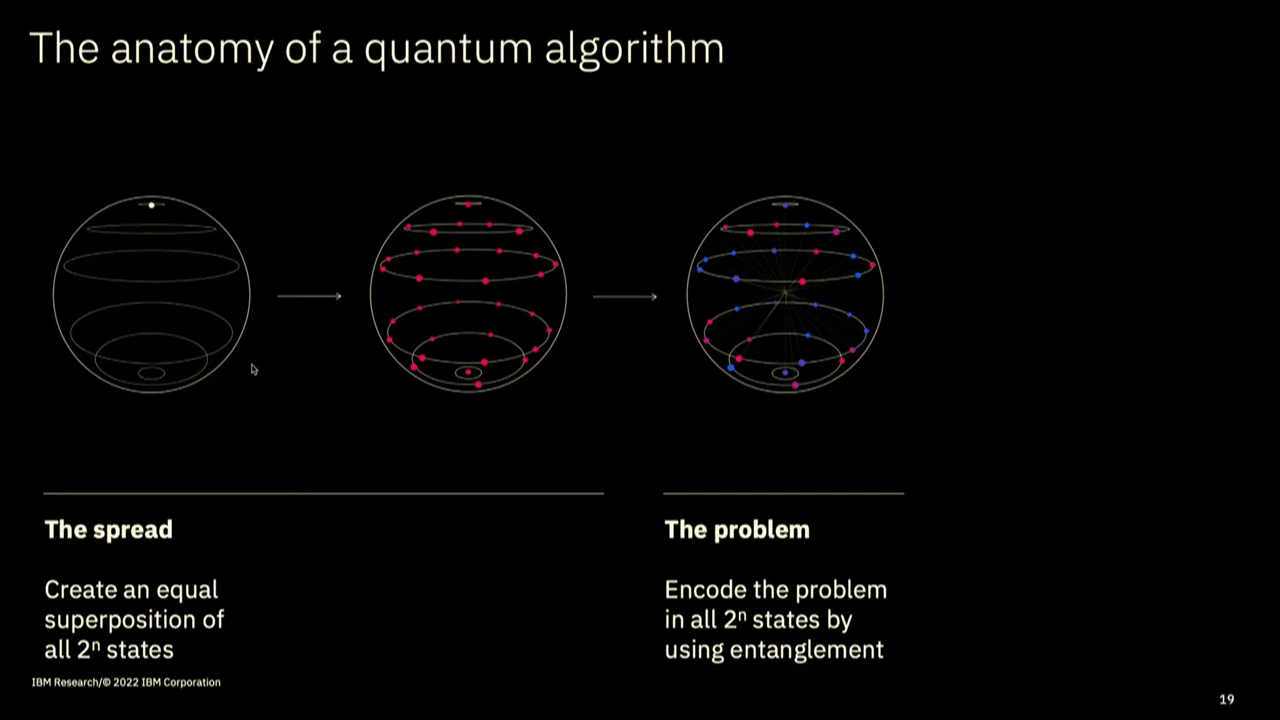 The anatomy of a quantum algorithm
The spread
Create an equal
superposition of
all 2ⁿ states
The problem
Encode the problem
in all 2ⁿ states by
using entanglement
IBM Research/© 2022 IBM Corporation
19